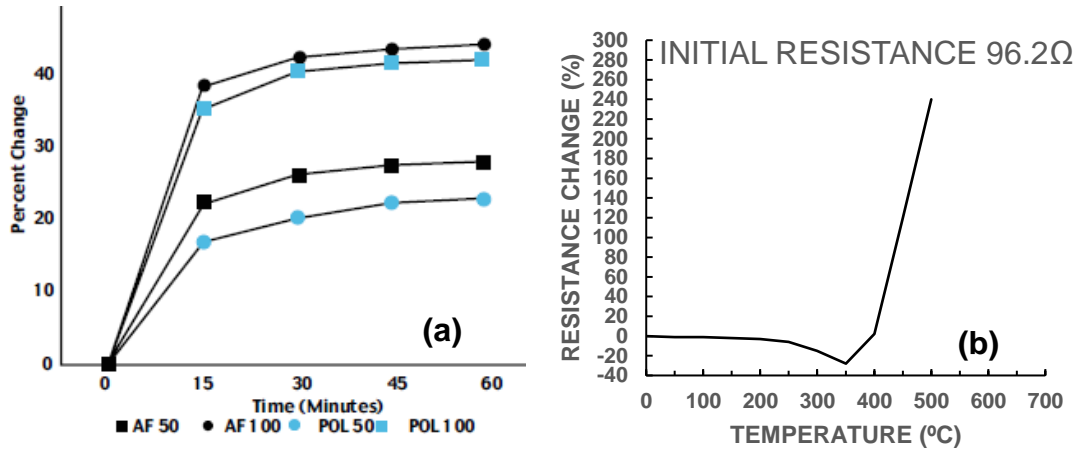 Percent Change
40
30
20
10
0
0 15 30 45 60
Time (Minutes)
AF 50 AF 100 POL 50 POL 100
(a)
INITIAL RESISTANCE 96.2Ω
RESISTANCE CHANGE (%)
300
280
260
240
220
200
180
160
140
120
100
80
60
40
20
0
-20
-40
0 100 200 300 400 500 600 700
TEMPERATURE (ºC)
(b)